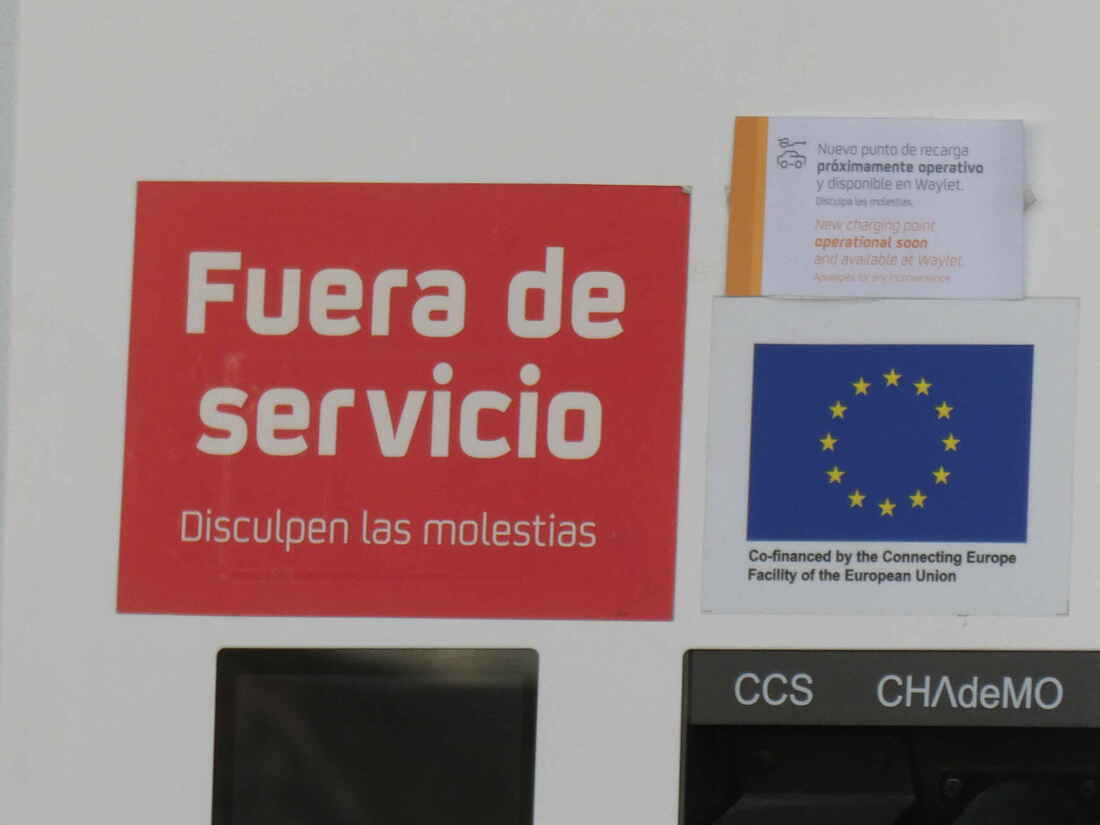 Fuera de
servicio
Disculpen las molestias
Nuevo punto de recarga
próximamente operativo
y disponible en Waylet.
Disculpa las molestias.
New charging point
operational soon
and available at Waylet.
Apologies for any inconvenience
Co-financed by the Connecting Europe
Facility of the European Union
CCS
CHΛdeMO